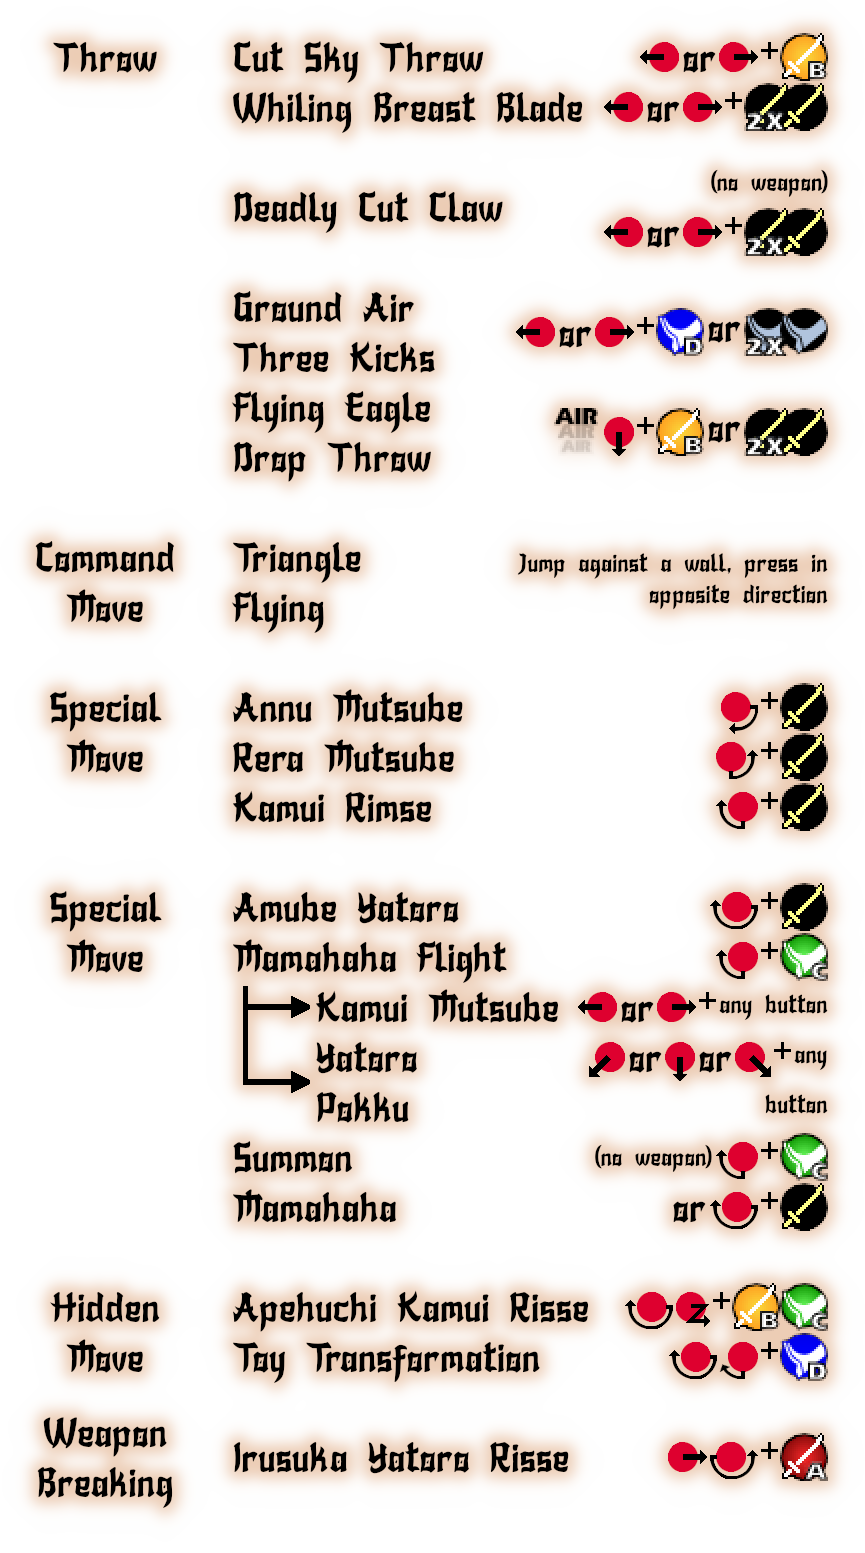 Throw Cut Sky Throw or + B
Whiling Breast Blade or + 2X
(no weapon)
Deadly Cut Claw
or + 2X
Ground Air
or + D or 2X
Three Kicks
Flying Eagle
AIR AIR AIR + B or 2X
Drop Throw
Command Triangle Jump against a wall, press in
Move Flying opposite direction
Special Annu Mutsube +
Move Rera Mutsube +
Kamui Rimse +
Special Amube Yatoro +
Move Mamahaha Flight + C
Kamui Mutsube or + any button
Yatoro or or + any
Pokku button
Summon (no weapon) + C
Mamahaha or +
Hidden Apehuchi Kamui Risse Z + B C
Move Toy Transformation + D
Weapon
Irusuka Yatoro Risse + A
Breaking